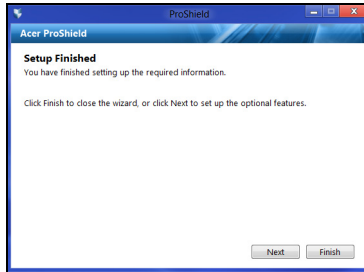 ProShield
Acer ProShield
Setup Finished
You have finished setting up the required information.
Click Finish to close the wizard, or click Next to set up the optional features.
Next Finish